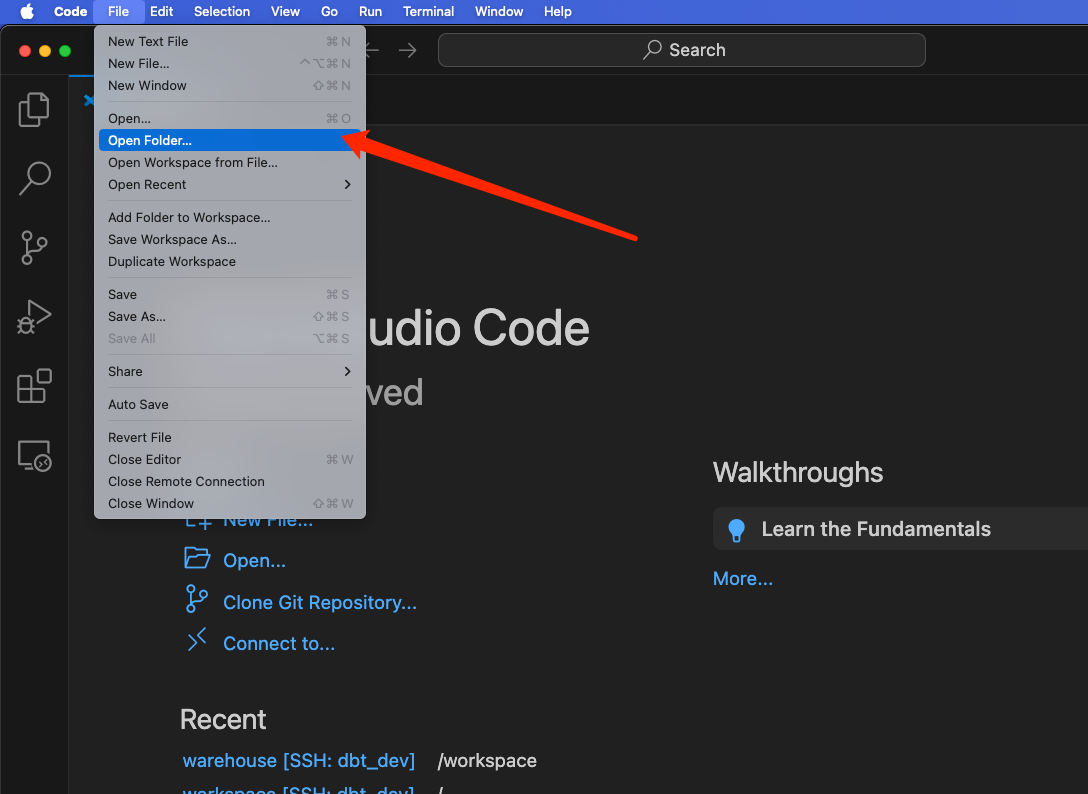 Code File Edit Selection View Go Run Terminal Window Help
Search
New Text File ⌘ N
New File... ⌃⌥⌘ N
New Window ⇧⌘ N
Open... ⌘ O
Open Folder...
Open Workspace from File...
Open Recent
Add Folder to Workspace...
Save Workspace As...
Duplicate Workspace
Save ⌘ S
Save As... ⇧⌘ S
Save All ⌥⌘ S
Share
Auto Save
Revert File
Close Editor ⌘ W
Close Remote Connection
Close Window ⇧⌘ W
udio Code
ved
New File...
Open...
Clone Git Repository...
Connect to...
Recent
warehouse [SSH: dbt_dev] /workspace
workspace [SSH: dbt_dev] /
Walkthroughs
Learn the Fundamentals
More...